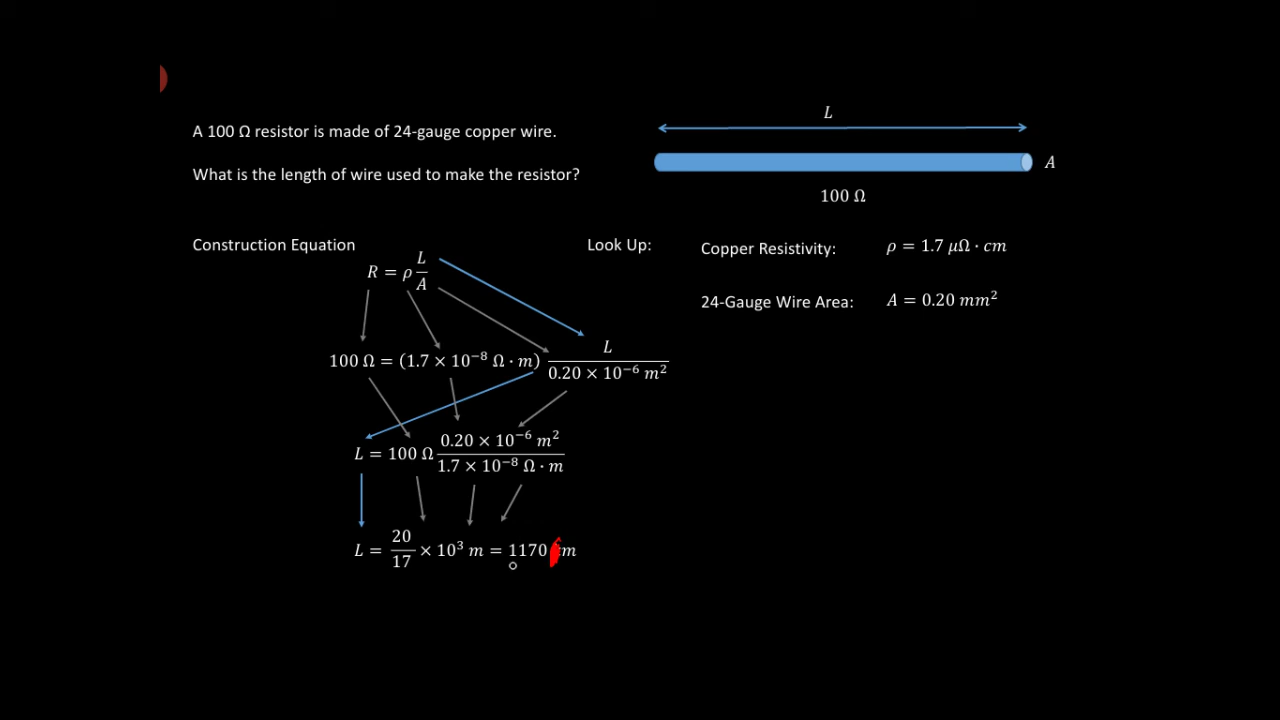 L
A 100 Ω resistor is made of 24-gauge copper wire.
A
What is the length of wire used to make the resistor?
100 Ω
Construction Equation
Look Up:
Copper Resistivity: ρ = 1.7 μΩ · cm
R = ρ L/A
24-Gauge Wire Area: A = 0.20 mm²
100 Ω = (1.7 × 10⁻⁸ Ω · m) L/(0.20 × 10⁻⁶ m²)
L = 100 Ω (0.20 × 10⁻⁶ m²)/(1.7 × 10⁻⁸ Ω · m)
L = 20/17 × 10³ m = 1170 m